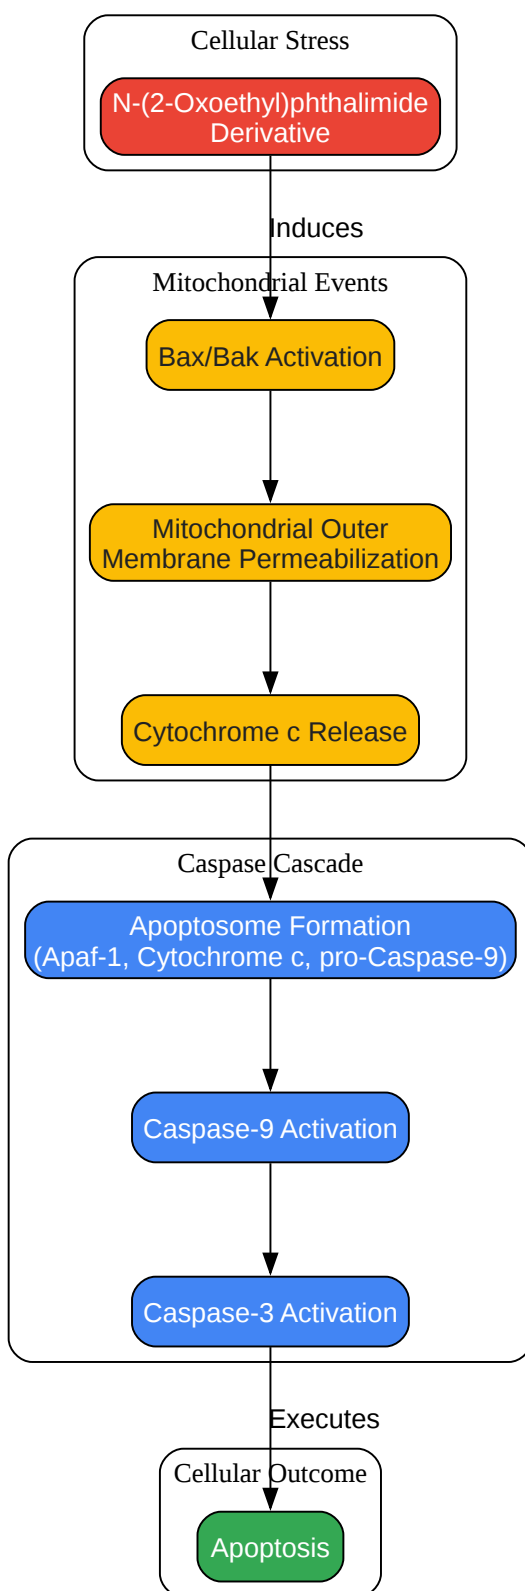 Cellular Stress
N-(2-Oxoethyl)phthalimide
Derivative
Induces
Mitochondrial Events
Bax/Bak Activation
Mitochondrial Outer
Membrane Permeabilization
Cytochrome c Release
Caspase Cascade
Apoptosome Formation
(Apaf-1, Cytochrome c, pro-Caspase-9)
Caspase-9 Activation
Caspase-3 Activation
Executes
Cellular Outcome
Apoptosis